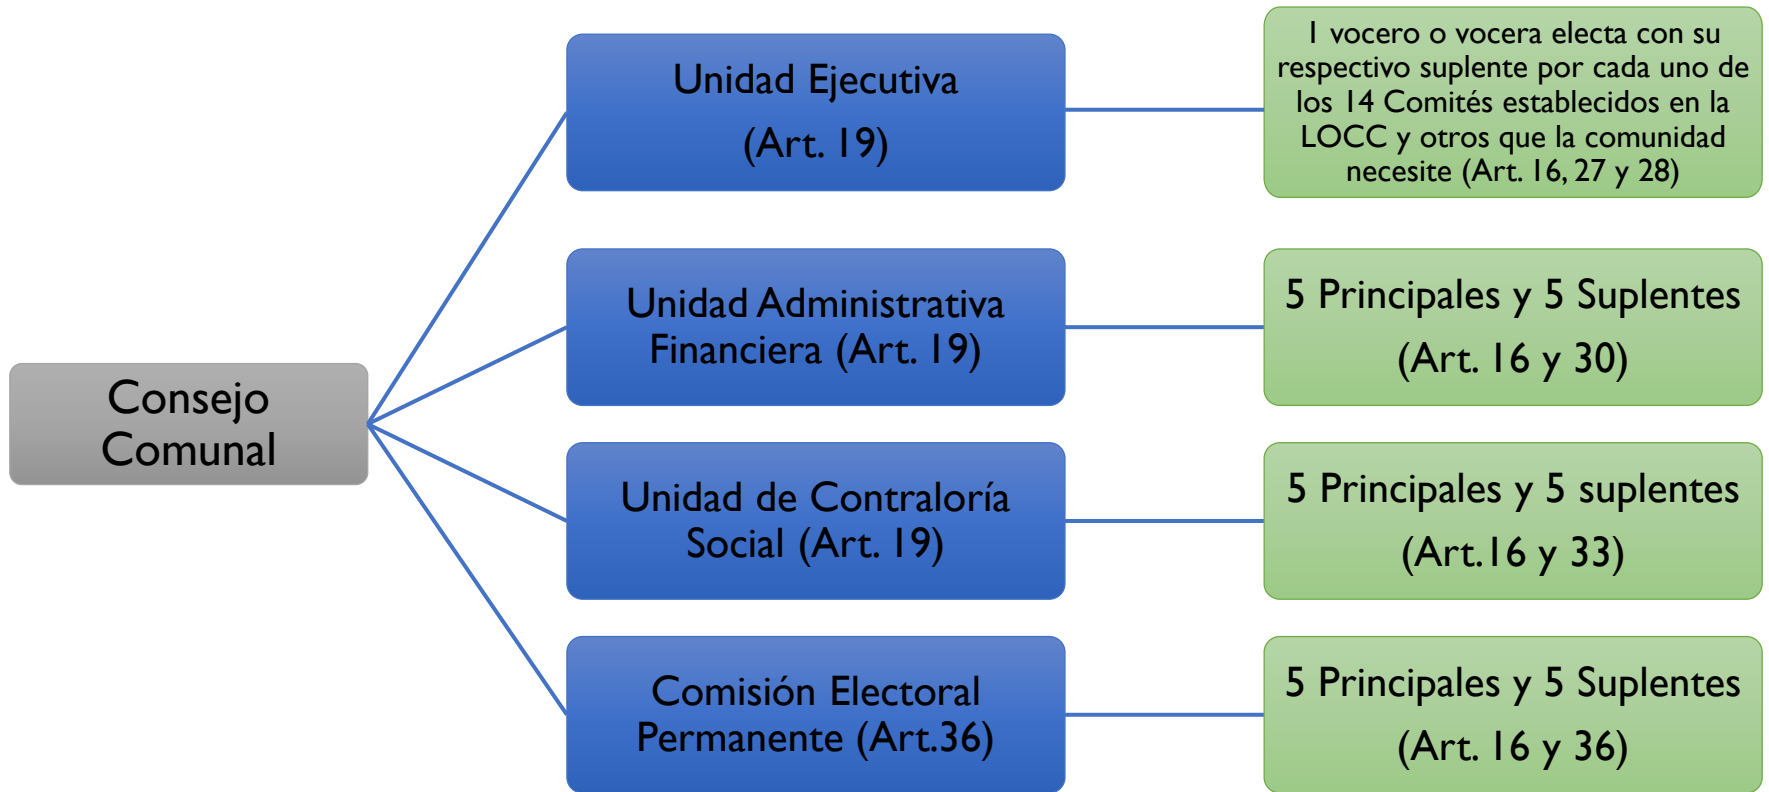 Consejo
Comunal
Unidad Ejecutiva
(Art. 19)
1 vocero o vocera electa con su
respectivo suplente por cada uno de
los 14 Comités establecidos en la
LOCC y otros que la comunidad
necesite (Art. 16, 27 y 28)
Unidad Administrativa
Financiera (Art. 19)
5 Principales y 5 Suplentes
(Art. 16 y 30)
Unidad de Contraloría
Social (Art. 19)
5 Principales y 5 suplentes
(Art.16 y 33)
Comisión Electoral
Permanente (Art.36)
5 Principales y 5 Suplentes
(Art. 16 y 36)